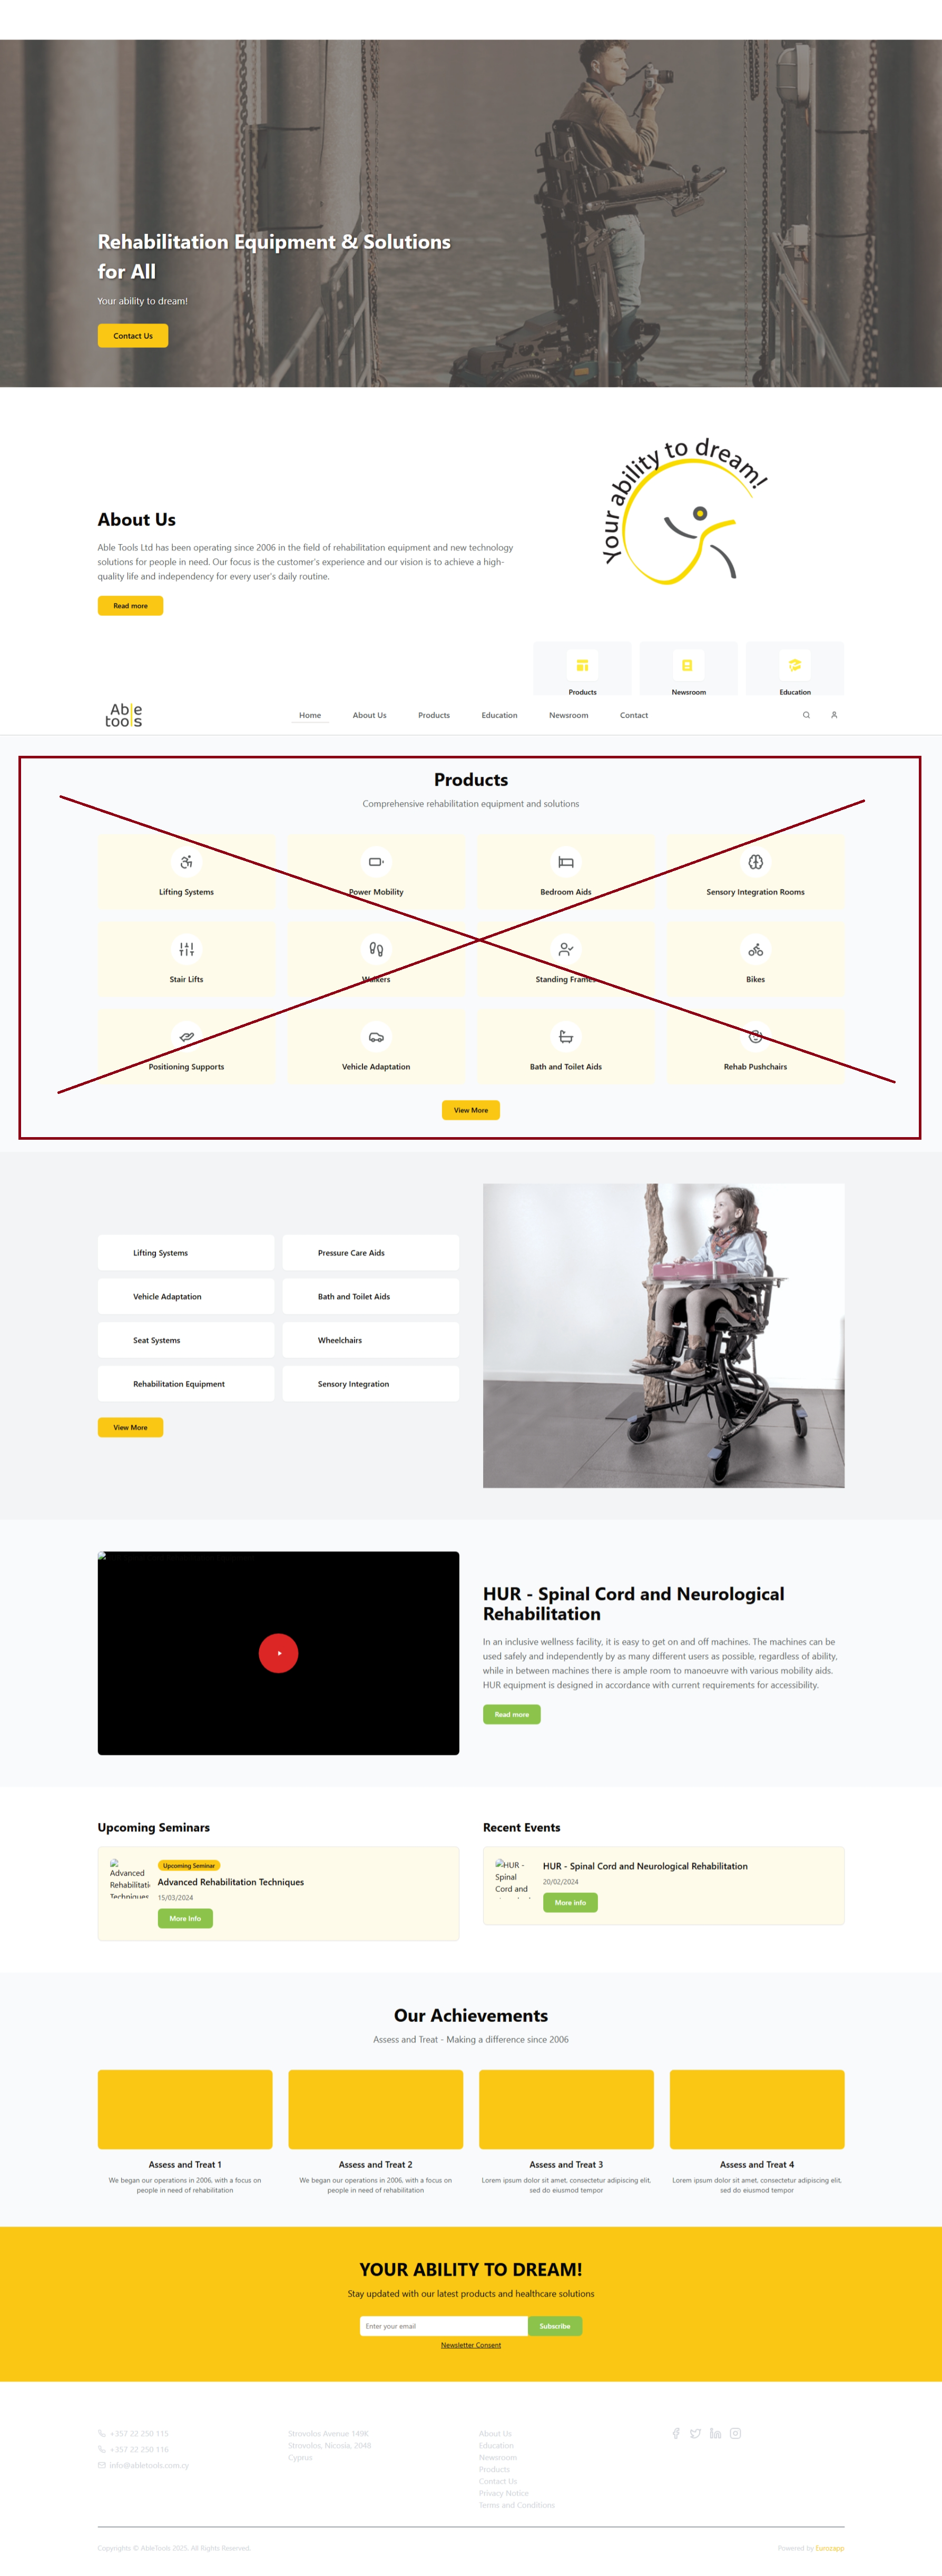 Rehabilitation Equipment & Solutions
for All
Your ability to dream!
Contact Us
Your ability to dream!
About Us
Able Tools Ltd has been operating since 2006 in the field of rehabilitation equipment and new technology
solutions for people in need. Our focus is the customer's experience and our vision is to achieve a high-
quality life and independency for every user's daily routine.
Read more
Products
Newsroom
Education
Able
tools
Home
About Us
Products
Education
Newsroom
Contact
Products
Comprehensive rehabilitation equipment and solutions
Lifting Systems
Power Mobility
Bedroom Aids
Sensory Integration Rooms
Stair Lifts
Walkers
Standing Frames
Bikes
Positioning Supports
Vehicle Adaptation
Bath and Toilet Aids
Rehab Pushchairs
View More
Lifting Systems
Pressure Care Aids
Vehicle Adaptation
Bath and Toilet Aids
Seat Systems
Wheelchairs
Rehabilitation Equipment
Sensory Integration
View More
HUR - Spinal Cord and Neurological
Rehabilitation
In an inclusive wellness facility, it is easy to get on and off machines. The machines can be
used safely and independently by as many different users as possible, regardless of ability,
while in between machines there is ample room to manoeuvre with various mobility aids.
HUR equipment is designed in accordance with current requirements for accessibility.
Read more
Upcoming Seminars
Advanced
Rehabilitatic
Techniques
Upcoming Seminar
Advanced Rehabilitation Techniques
15/03/2024
More Info
Recent Events
HUR -
Spinal
Cord and
HUR - Spinal Cord and Neurological Rehabilitation
20/02/2024
More info
Our Achievements
Assess and Treat - Making a difference since 2006
Assess and Treat 1
We began our operations in 2006, with a focus on
people in need of rehabilitation
Assess and Treat 2
We began our operations in 2006, with a focus on
people in need of rehabilitation
Assess and Treat 3
Lorem ipsum dolor sit amet, consectetur adipiscing elit,
sed do eiusmod tempor
Assess and Treat 4
Lorem ipsum dolor sit amet, consectetur adipiscing elit,
sed do eiusmod tempor
YOUR ABILITY TO DREAM!
Stay updated with our latest products and healthcare solutions
Enter your email
Subscribe
Newsletter Consent
+357 22 250 115
+357 22 250 116
info@abletools.com.cy
Strovolos Avenue 149K
Strovolos, Nicosia, 2048
Cyprus
About Us
Education
Newsroom
Products
Contact Us
Privacy Notice
Terms and Conditions
Copyrights © AbleTools 2025. All Rights Reserved.
Powered by Eurozapp